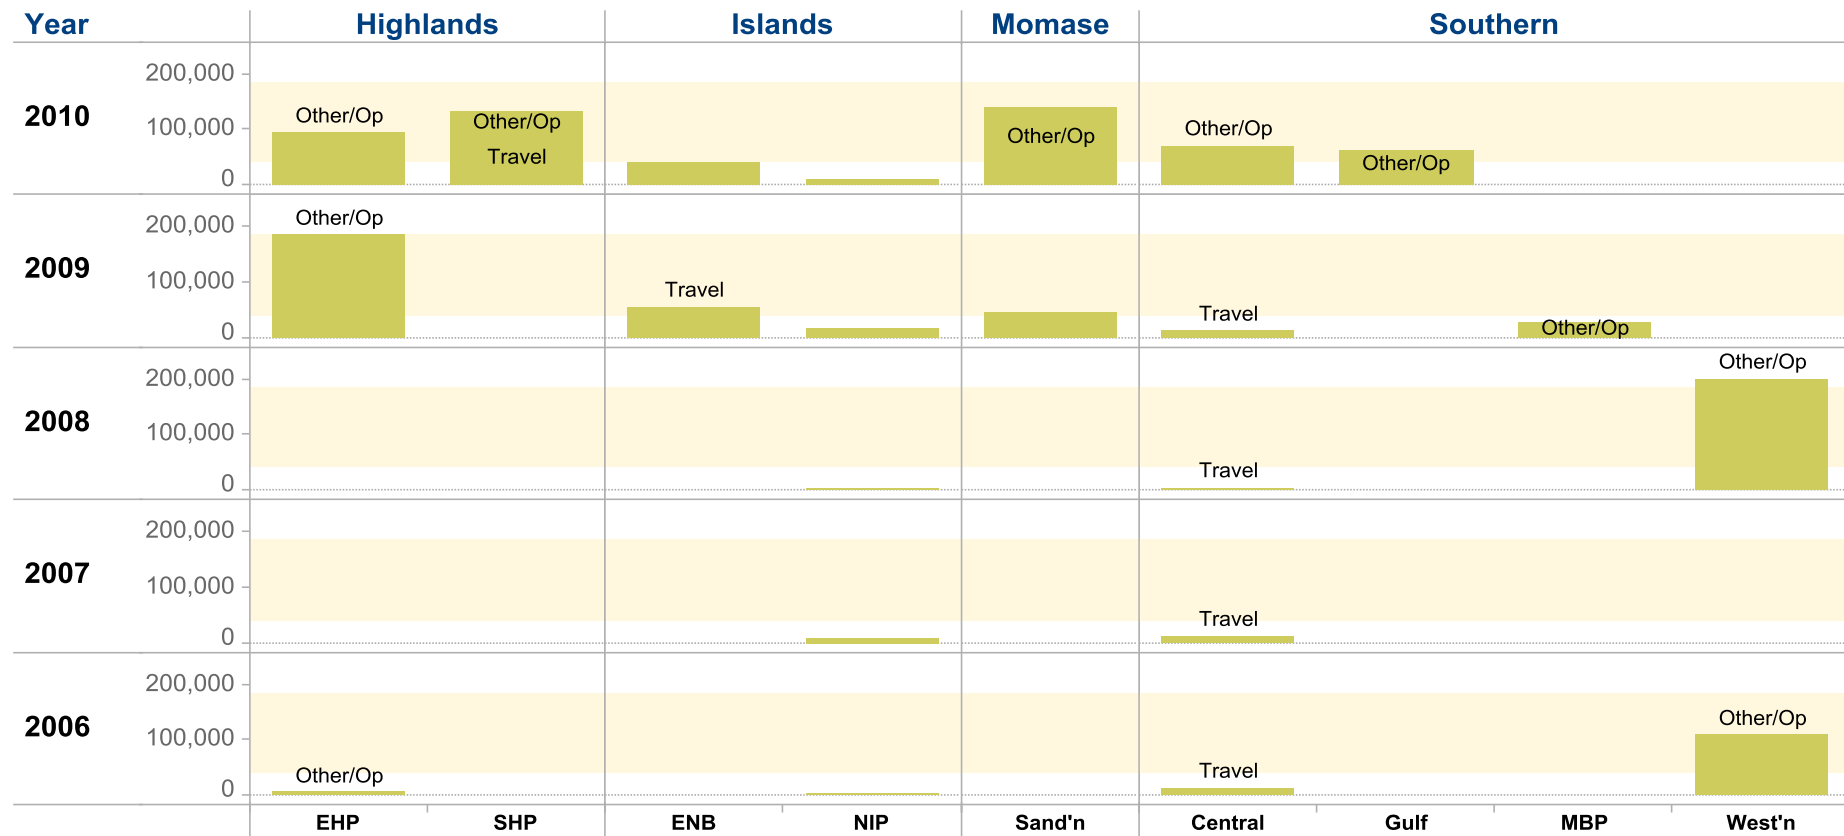 Year Highlands Islands Momase Southern
2010
200,000
100,000
0
Other/Op
Other/Op
Travel
Other/Op
Other/Op
Other/Op
2009
200,000
100,000
0
Other/Op
Travel
Travel
Other/Op
2008
200,000
100,000
0
Travel
Other/Op
2007
200,000
100,000
0
Travel
2006
200,000
100,000
0
Other/Op
Travel
Other/Op
EHP SHP ENB NIP Sand'n Central Gulf MBP West'n